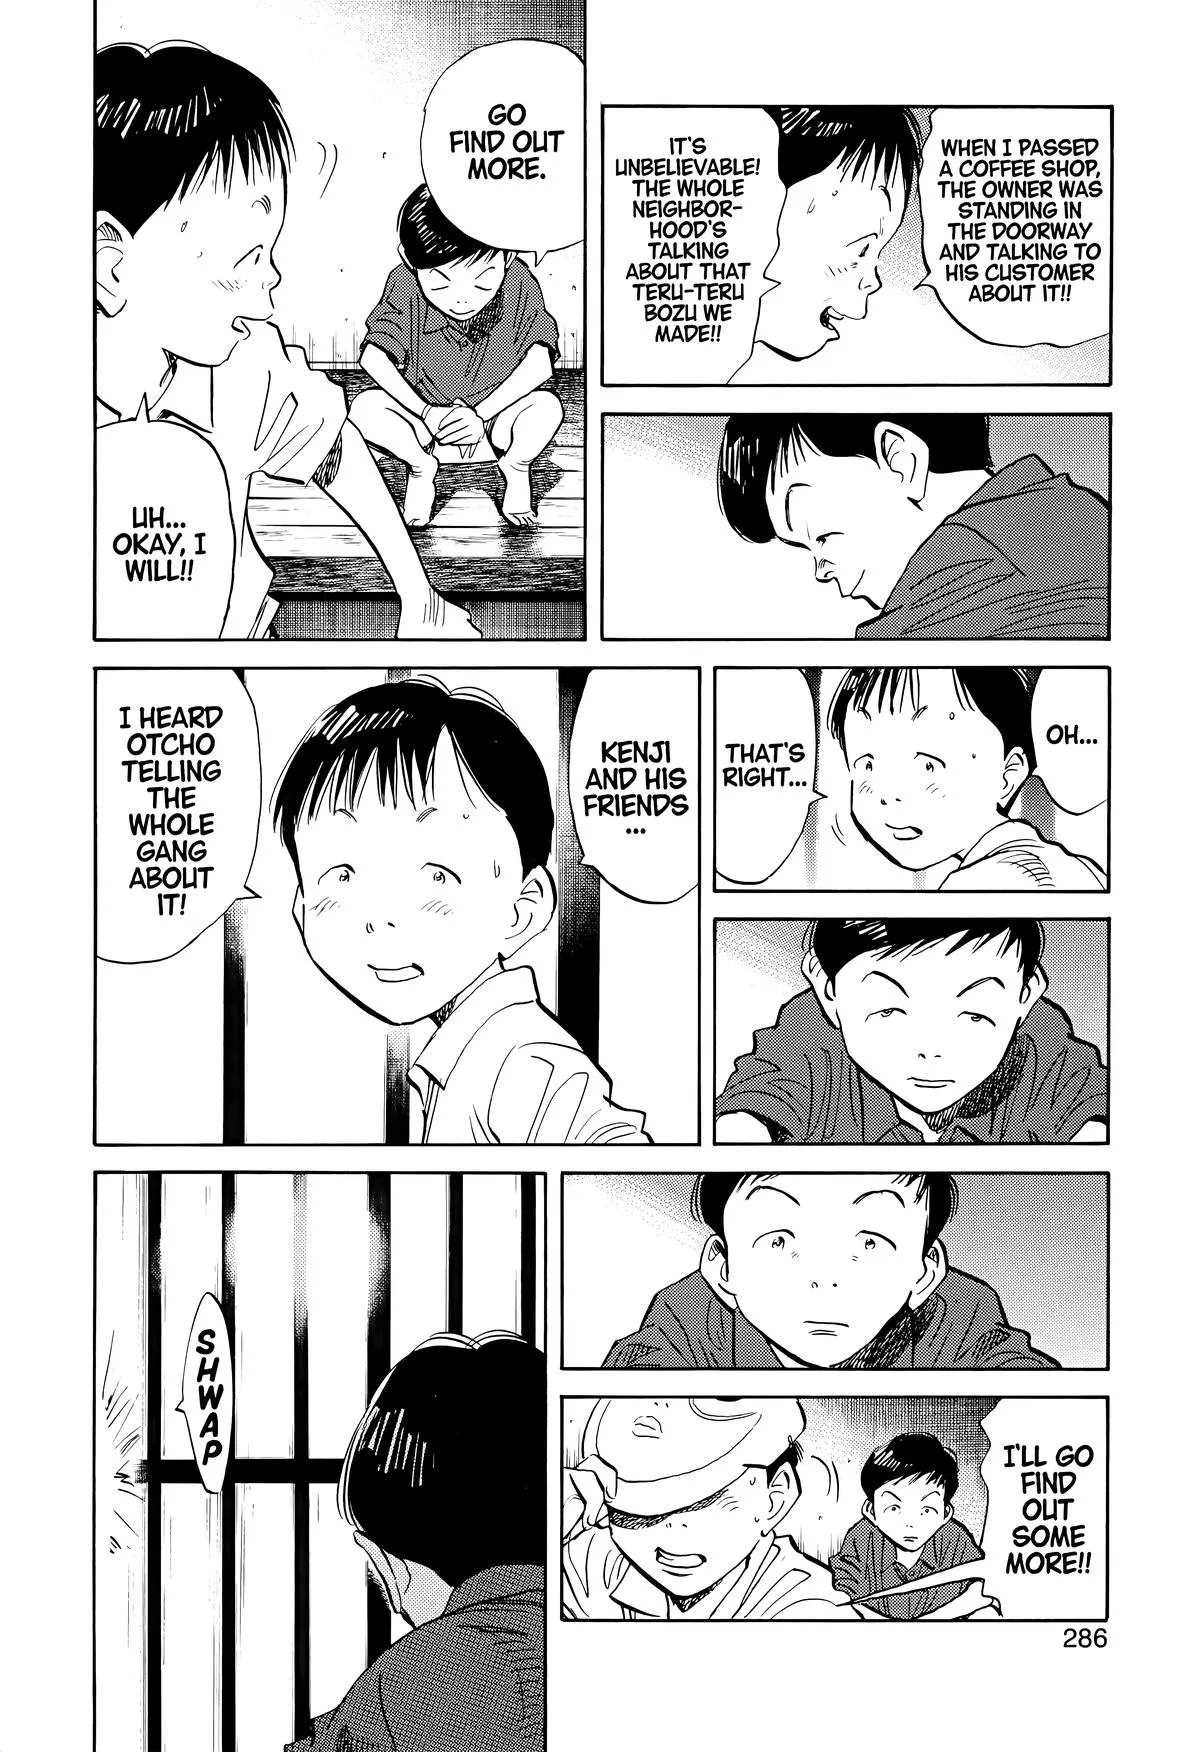 WHEN I PASSED
A COFFEE SHOP,
THE OWNER WAS
STANDING IN
THE DOORWAY
AND TALKING TO
HIS CUSTOMER
ABOUT IT!!
IT'S
UNBELIEVABLE!
THE WHOLE
NEIGHBOR-
HOOD'S
TALKING
ABOUT THAT
TERU-TERU
BOZU WE
MADE!!
GO
FIND OUT
MORE.
UH...
OKAY, I
WILL!!
OH...
THAT'S
RIGHT...
KENJI
AND HIS
FRIENDS
...
I HEARD
OTCHO
TELLING
THE
WHOLE
GANG
ABOUT
IT!
I'LL GO
FIND
OUT
SOME
MORE!!
SHWAP
286